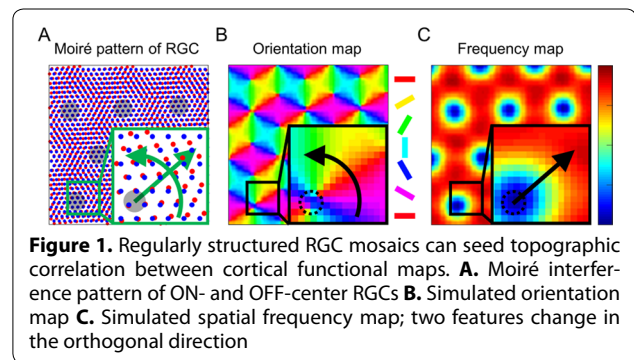 A
Moiré pattern of RGC
B
Orientation map
C
Frequency map
Figure 1. Regularly structured RGC mosaics can seed topographic
correlation between cortical functional maps. A. Moiré interfer-
ence pattern of ON- and OFF-center RGCs B. Simulated orientation
map C. Simulated spatial frequency map; two features change in
the orthogonal direction